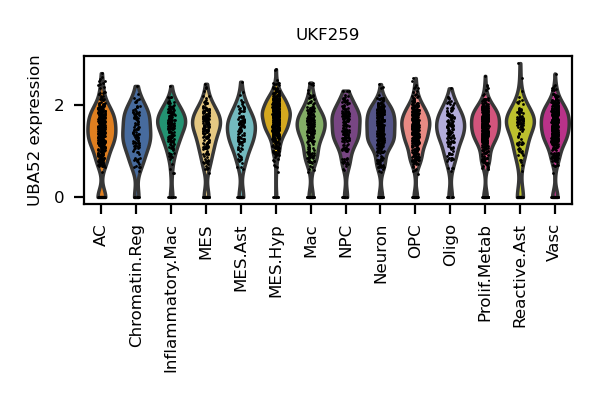 UKF259
UBA52 expression
2
0
AC
Chromatin.Reg
Inflammatory.Mac
MES
MES.Ast
MES.Hyp
Mac
NPC
Neuron
OPC
Oligo
Prolif.Metab
Reactive.Ast
Vasc